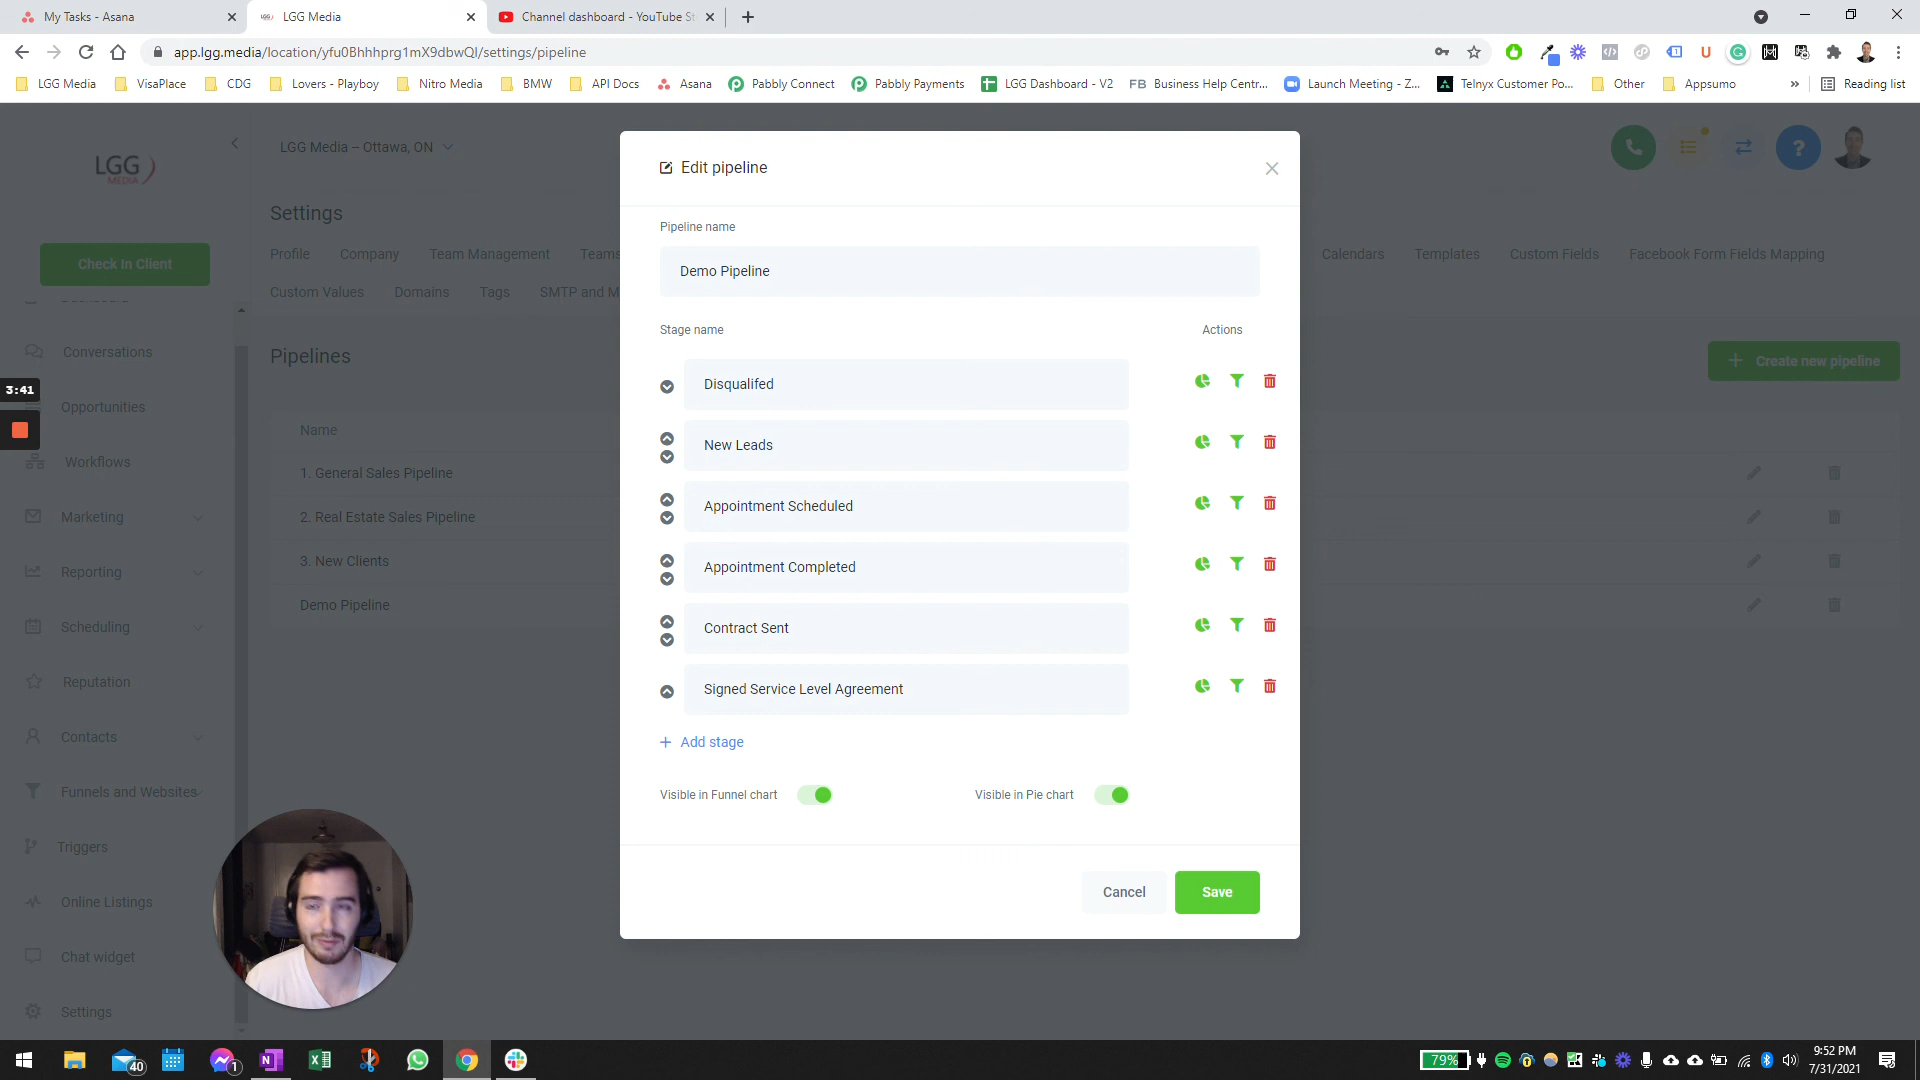 My Tasks - Asana
LGG Media
Channel dashboard - YouTube St
app.lgg.media/location/yfu0Bhhhprg1mX9dbwQl/settings/pipeline
LGG Media
VisaPlace
CDG
Lovers - Playboy
Nitro Media
BMW
API Docs
Asana
Pabbly Connect
Pabbly Payments
LGG Dashboard - V2
FB Business Help Centr...
Launch Meeting - Z...
Telnyx Customer Po...
Other
Appsumo
»
Reading list
LGG
MEDIA
LGG Media – Ottawa, ON
Settings
Check In Client
Profile
Company
Team Management
Teams
Calendars
Templates
Custom Fields
Facebook Form Fields Mapping
Custom Values
Domains
Tags
SMTP and M
Dashboard
Conversations
Opportunities
Workflows
Marketing
Reporting
Scheduling
Reputation
Contacts
Funnels and Websites
Triggers
Online Listings
Chat widget
Settings
3:41
Pipelines
Create new pipeline
Name
1. General Sales Pipeline
2. Real Estate Sales Pipeline
3. New Clients
Demo Pipeline
Edit pipeline
Pipeline name
Demo Pipeline
Stage name
Actions
Disqualifed
New Leads
Appointment Scheduled
Appointment Completed
Contract Sent
Signed Service Level Agreement
+ Add stage
Visible in Funnel chart
Visible in Pie chart
Cancel
Save
40
1
79%
9:52 PM
7/31/2021